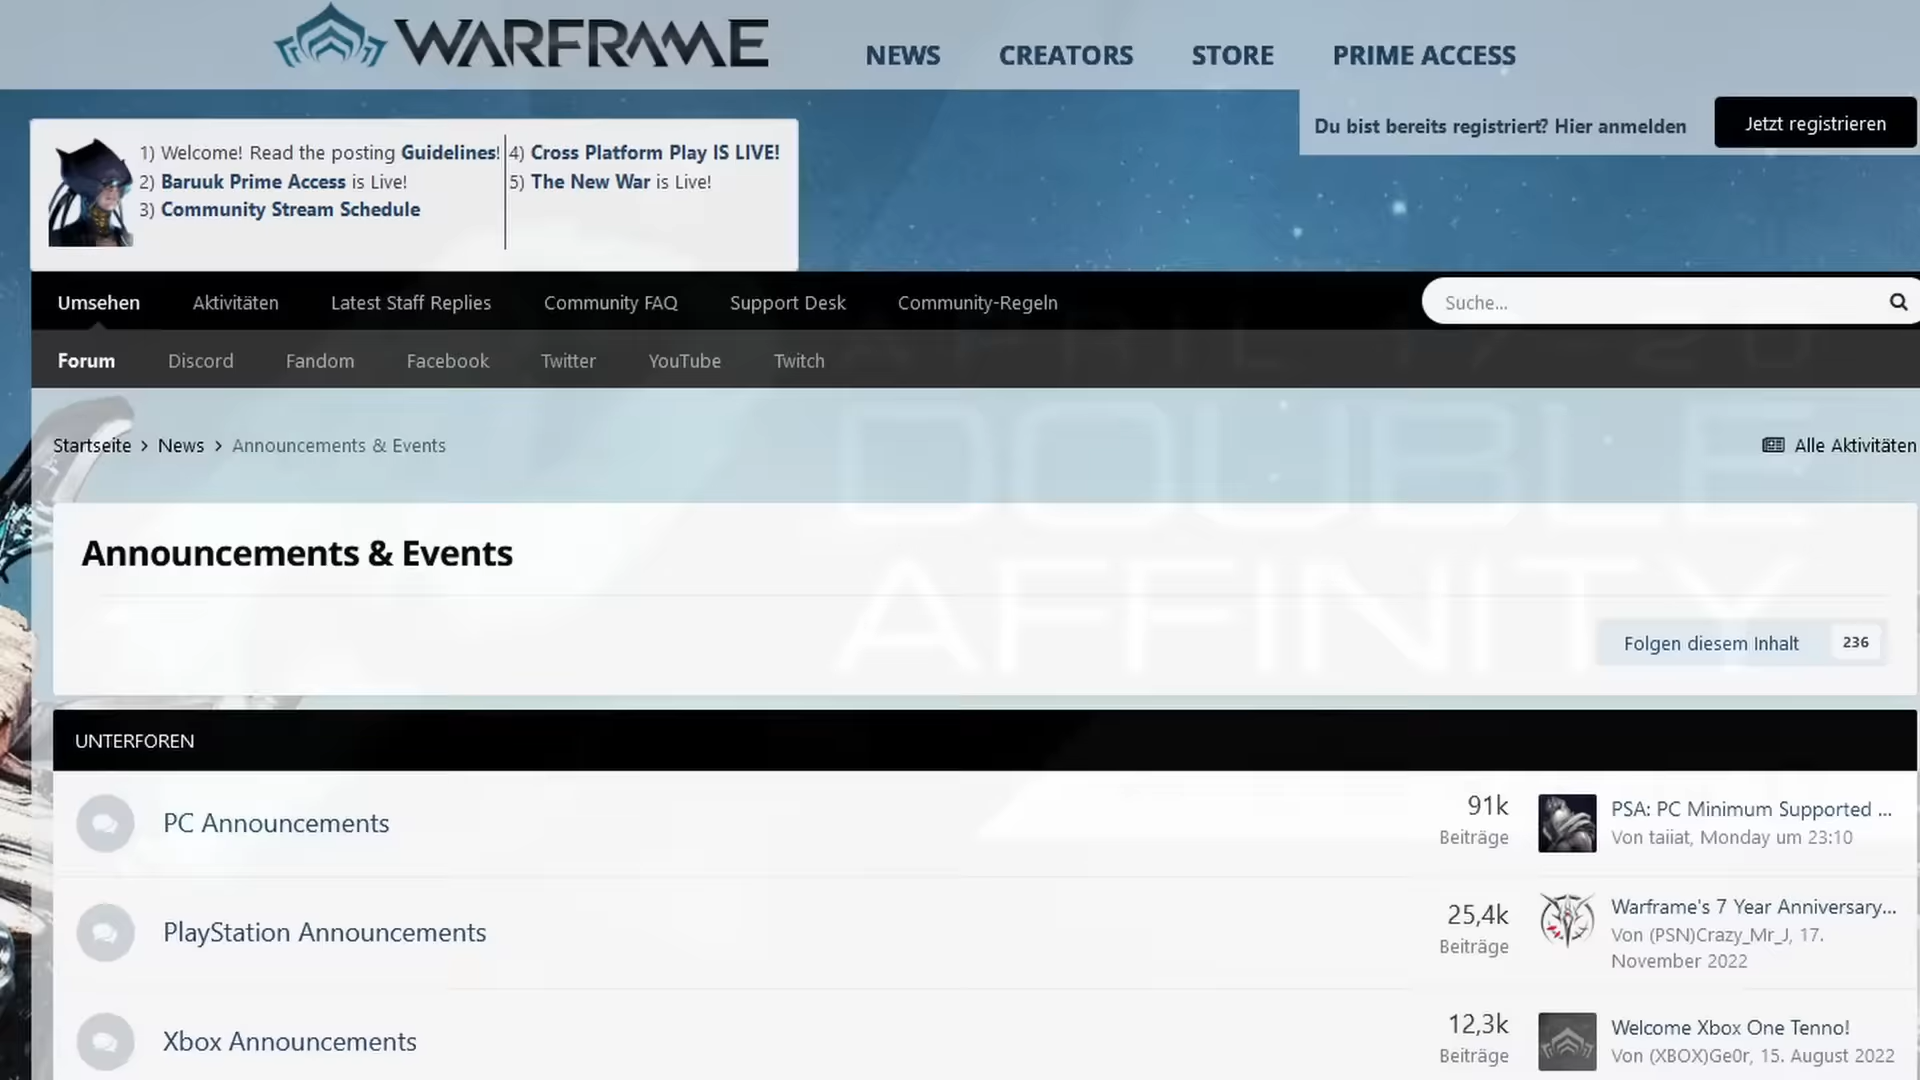 WARFRAME
NEWS CREATORS STORE PRIME ACCESS
Du bist bereits registriert? Hier anmelden Jetzt registrieren
1) Welcome! Read the posting Guidelines!
2) Baruuk Prime Access is Live!
3) Community Stream Schedule
4) Cross Platform Play IS LIVE!
5) The New War is Live!
Umsehen Aktivitäten Latest Staff Replies Community FAQ Support Desk Community-Regeln Suche...
Forum Discord Fandom Facebook Twitter YouTube Twitch
APRIL 17-20
DOUBLE
AFFINITY
Startseite > News > Announcements & Events Alle Aktivitäten
Announcements & Events
Folgen diesem Inhalt 236
UNTERFOREN
PC Announcements
91k
Beiträge
PSA: PC Minimum Supported ...
Von taiiat, Monday um 23:10
PlayStation Announcements
25,4k
Beiträge
Warframe's 7 Year Anniversary...
Von (PSN)Crazy_Mr_J, 17.
November 2022
Xbox Announcements
12,3k
Beiträge
Welcome Xbox One Tenno!
Von (XBOX)Ge0r, 15. August 2022